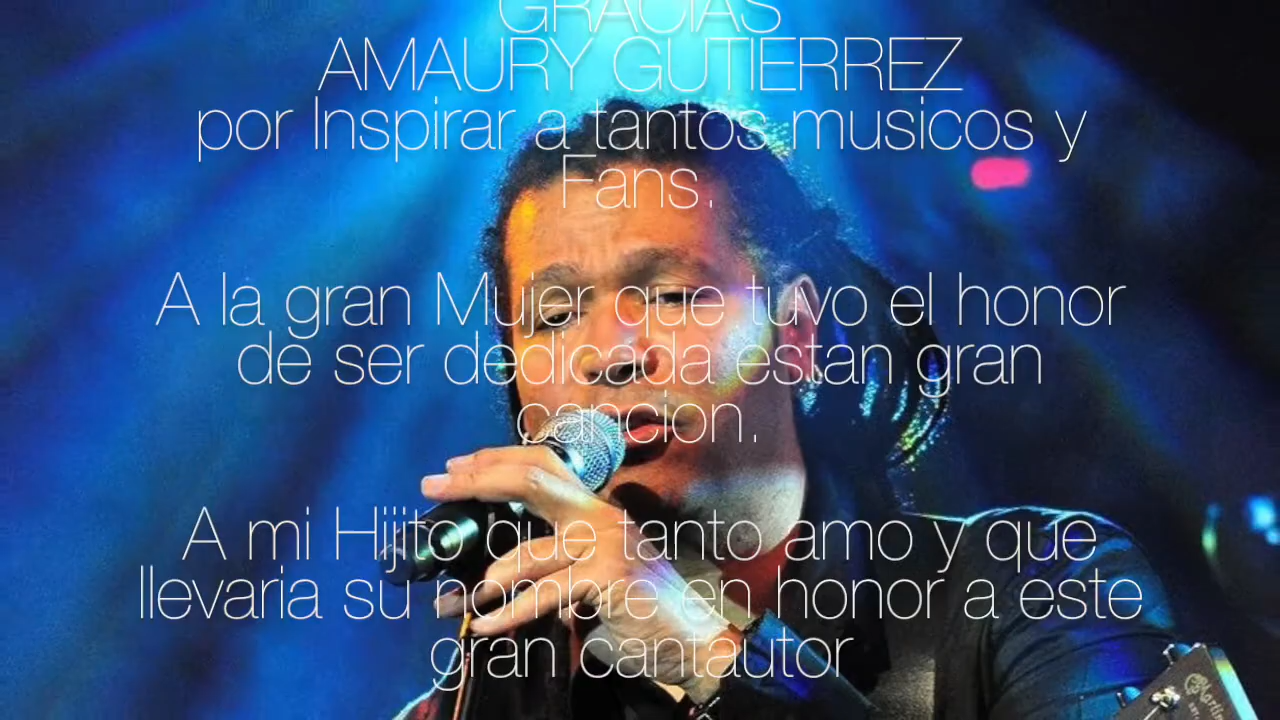 GRACIAS
AMAURY GUTIERREZ
por Inspirar a tantos musicos y
Fans.
A la gran Mujer que tuvo el honor
de ser dedicada estan gran
cancion.
A mi Hijito que tanto amo y que
llevaria su nombre en honor a este
gran cantautor
Martin